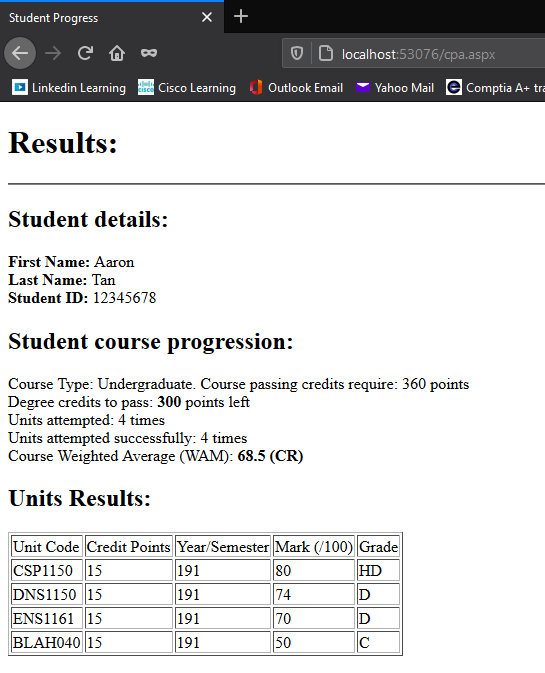 Student Progress
localhost:53076/cpa.aspx
Linkedin Learning Cisco Learning Outlook Email Yahoo Mail Comptia A+ tra
Results:
Student details:
First Name: Aaron
Last Name: Tan
Student ID: 12345678
Student course progression:
Course Type: Undergraduate. Course passing credits require: 360 points
Degree credits to pass: 300 points left
Units attempted: 4 times
Units attempted successfully: 4 times
Course Weighted Average (WAM): 68.5 (CR)
Units Results:
Unit Code Credit Points Year/Semester Mark (/100) Grade
CSP1150 15 191 80 HD
DNS1150 15 191 74 D
ENS1161 15 191 70 D
BLAH040 15 191 50 C